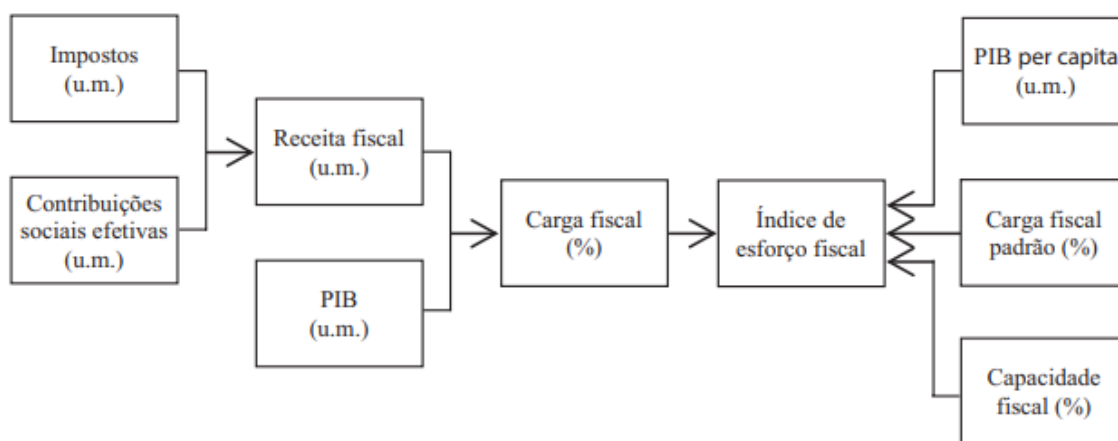 Impostos
(u.m.)
Contribuições
sociais efetivas
(u.m.)
Receita fiscal
(u.m.)
PIB
(u.m.)
Carga fiscal
(%)
Índice de
esforço fiscal
PIB per capita
(u.m.)
Carga fiscal
padrão (%)
Capacidade
fiscal (%)